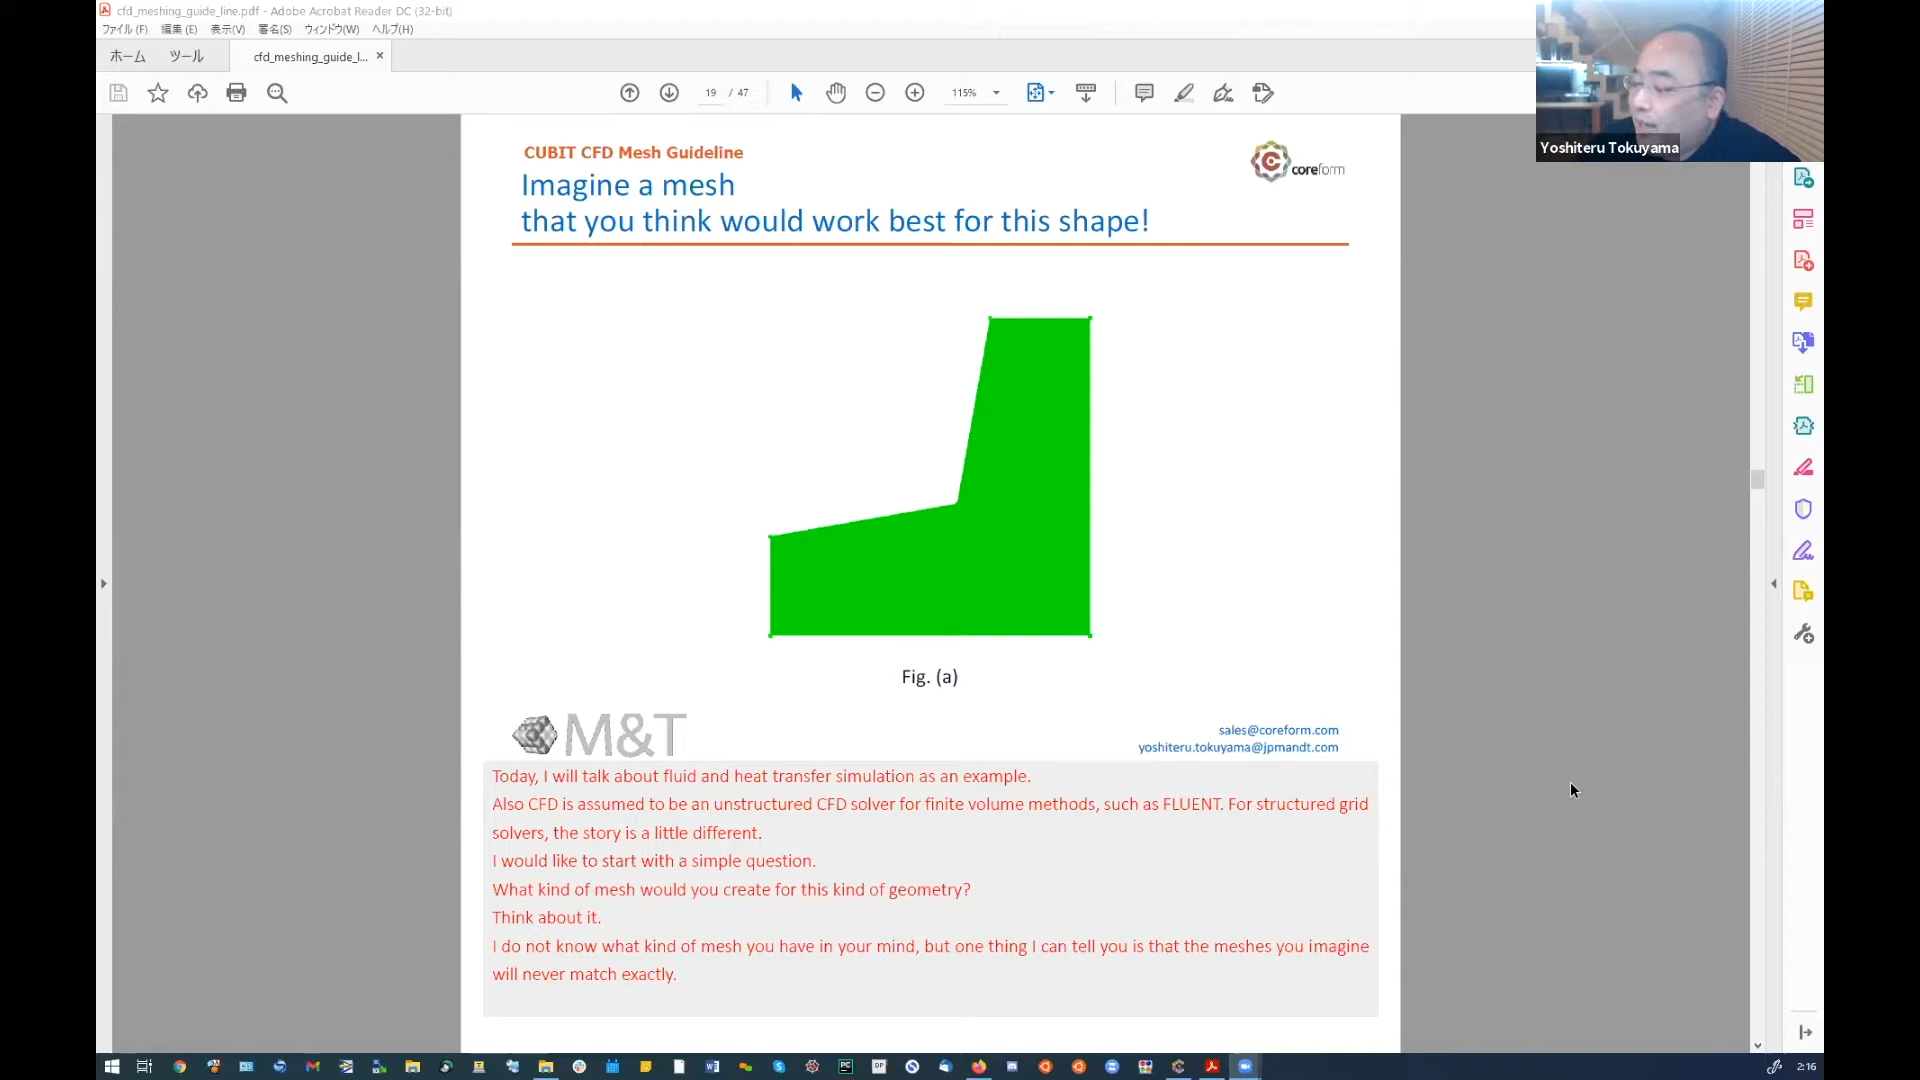 cfd_meshing_guide_line.pdf - Adobe Acrobat Reader DC (32-bit)
ファイル(F) 編集(E) 表示(V) 署名(S) ウィンドウ(W) ヘルプ(H)
ホーム ツール cfd_meshing_guide_l... ×
19 / 47 115%
Yoshiteru Tokuyama
CUBIT CFD Mesh Guideline
coreform
Imagine a mesh
that you think would work best for this shape!
Fig. (a)
M&T
sales@coreform.com
yoshiteru.tokuyama@jpmandt.com
Today, I will talk about fluid and heat transfer simulation as an example.
Also CFD is assumed to be an unstructured CFD solver for finite volume methods, such as FLUENT. For structured grid
solvers, the story is a little different.
I would like to start with a simple question.
What kind of mesh would you create for this kind of geometry?
Think about it.
I do not know what kind of mesh you have in your mind, but one thing I can tell you is that the meshes you imagine
will never match exactly.
2:16